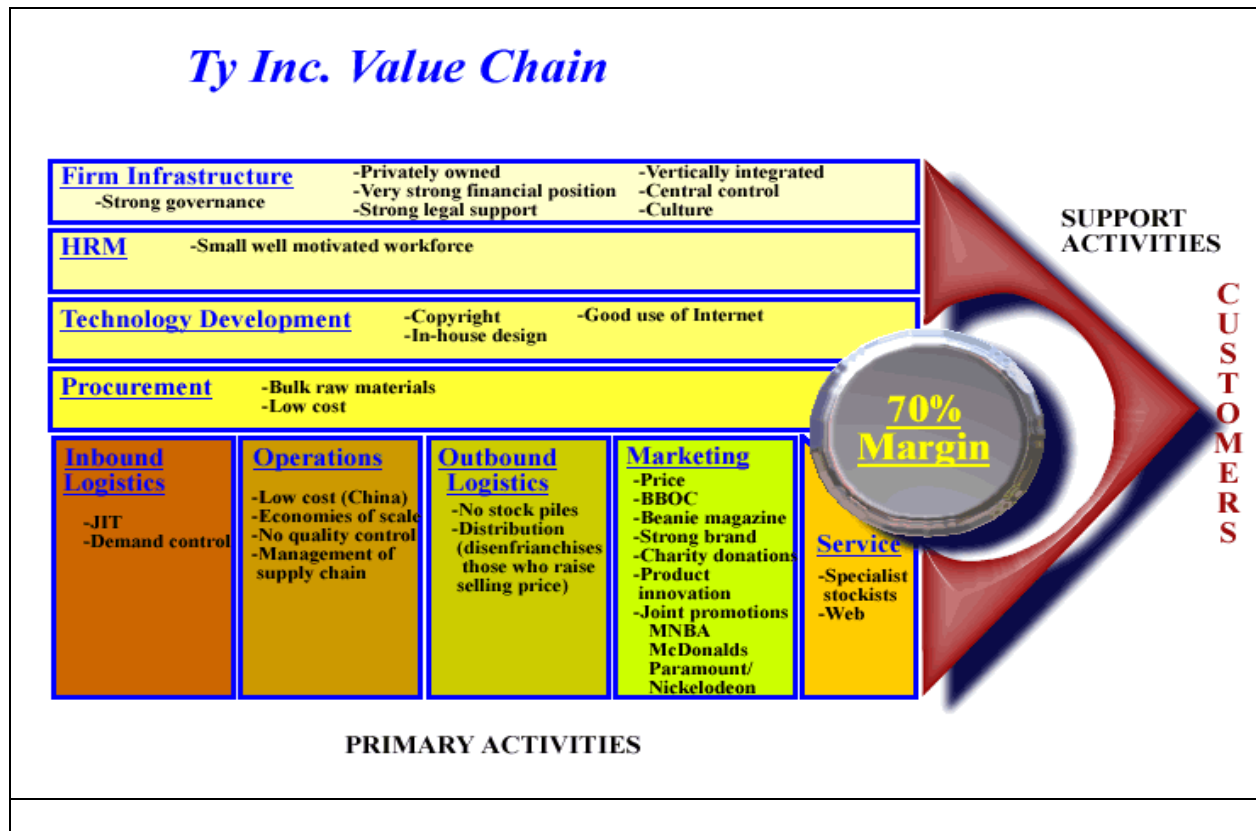 Ty Inc. Value Chain
Firm Infrastructure
-Strong governance
-Privately owned
-Very strong financial position
-Strong legal support
-Vertically integrated
-Central control
-Culture
HRM
-Small well motivated workforce
Technology Development
-Copyright
-In-house design
-Good use of Internet
Procurement
-Bulk raw materials
-Low cost
SUPPORT
ACTIVITIES
CUSTOMERS
70%
Margin
Inbound
Logistics
-JIT
-Demand control
Operations
-Low cost (China)
-Economies of scale
-No quality control
-Management of
supply chain
Outbound
Logistics
-No stock piles
-Distribution
(disenfrianchises
those who raise
selling price)
Marketing
-Price
-BBOC
-Beanie magazine
-Strong brand
-Charity donations
-Product
innovation
-Joint promotions
MNBA
McDonalds
Paramount/
Nickelodeon
Service
-Specialist
stockists
-Web
PRIMARY ACTIVITIES